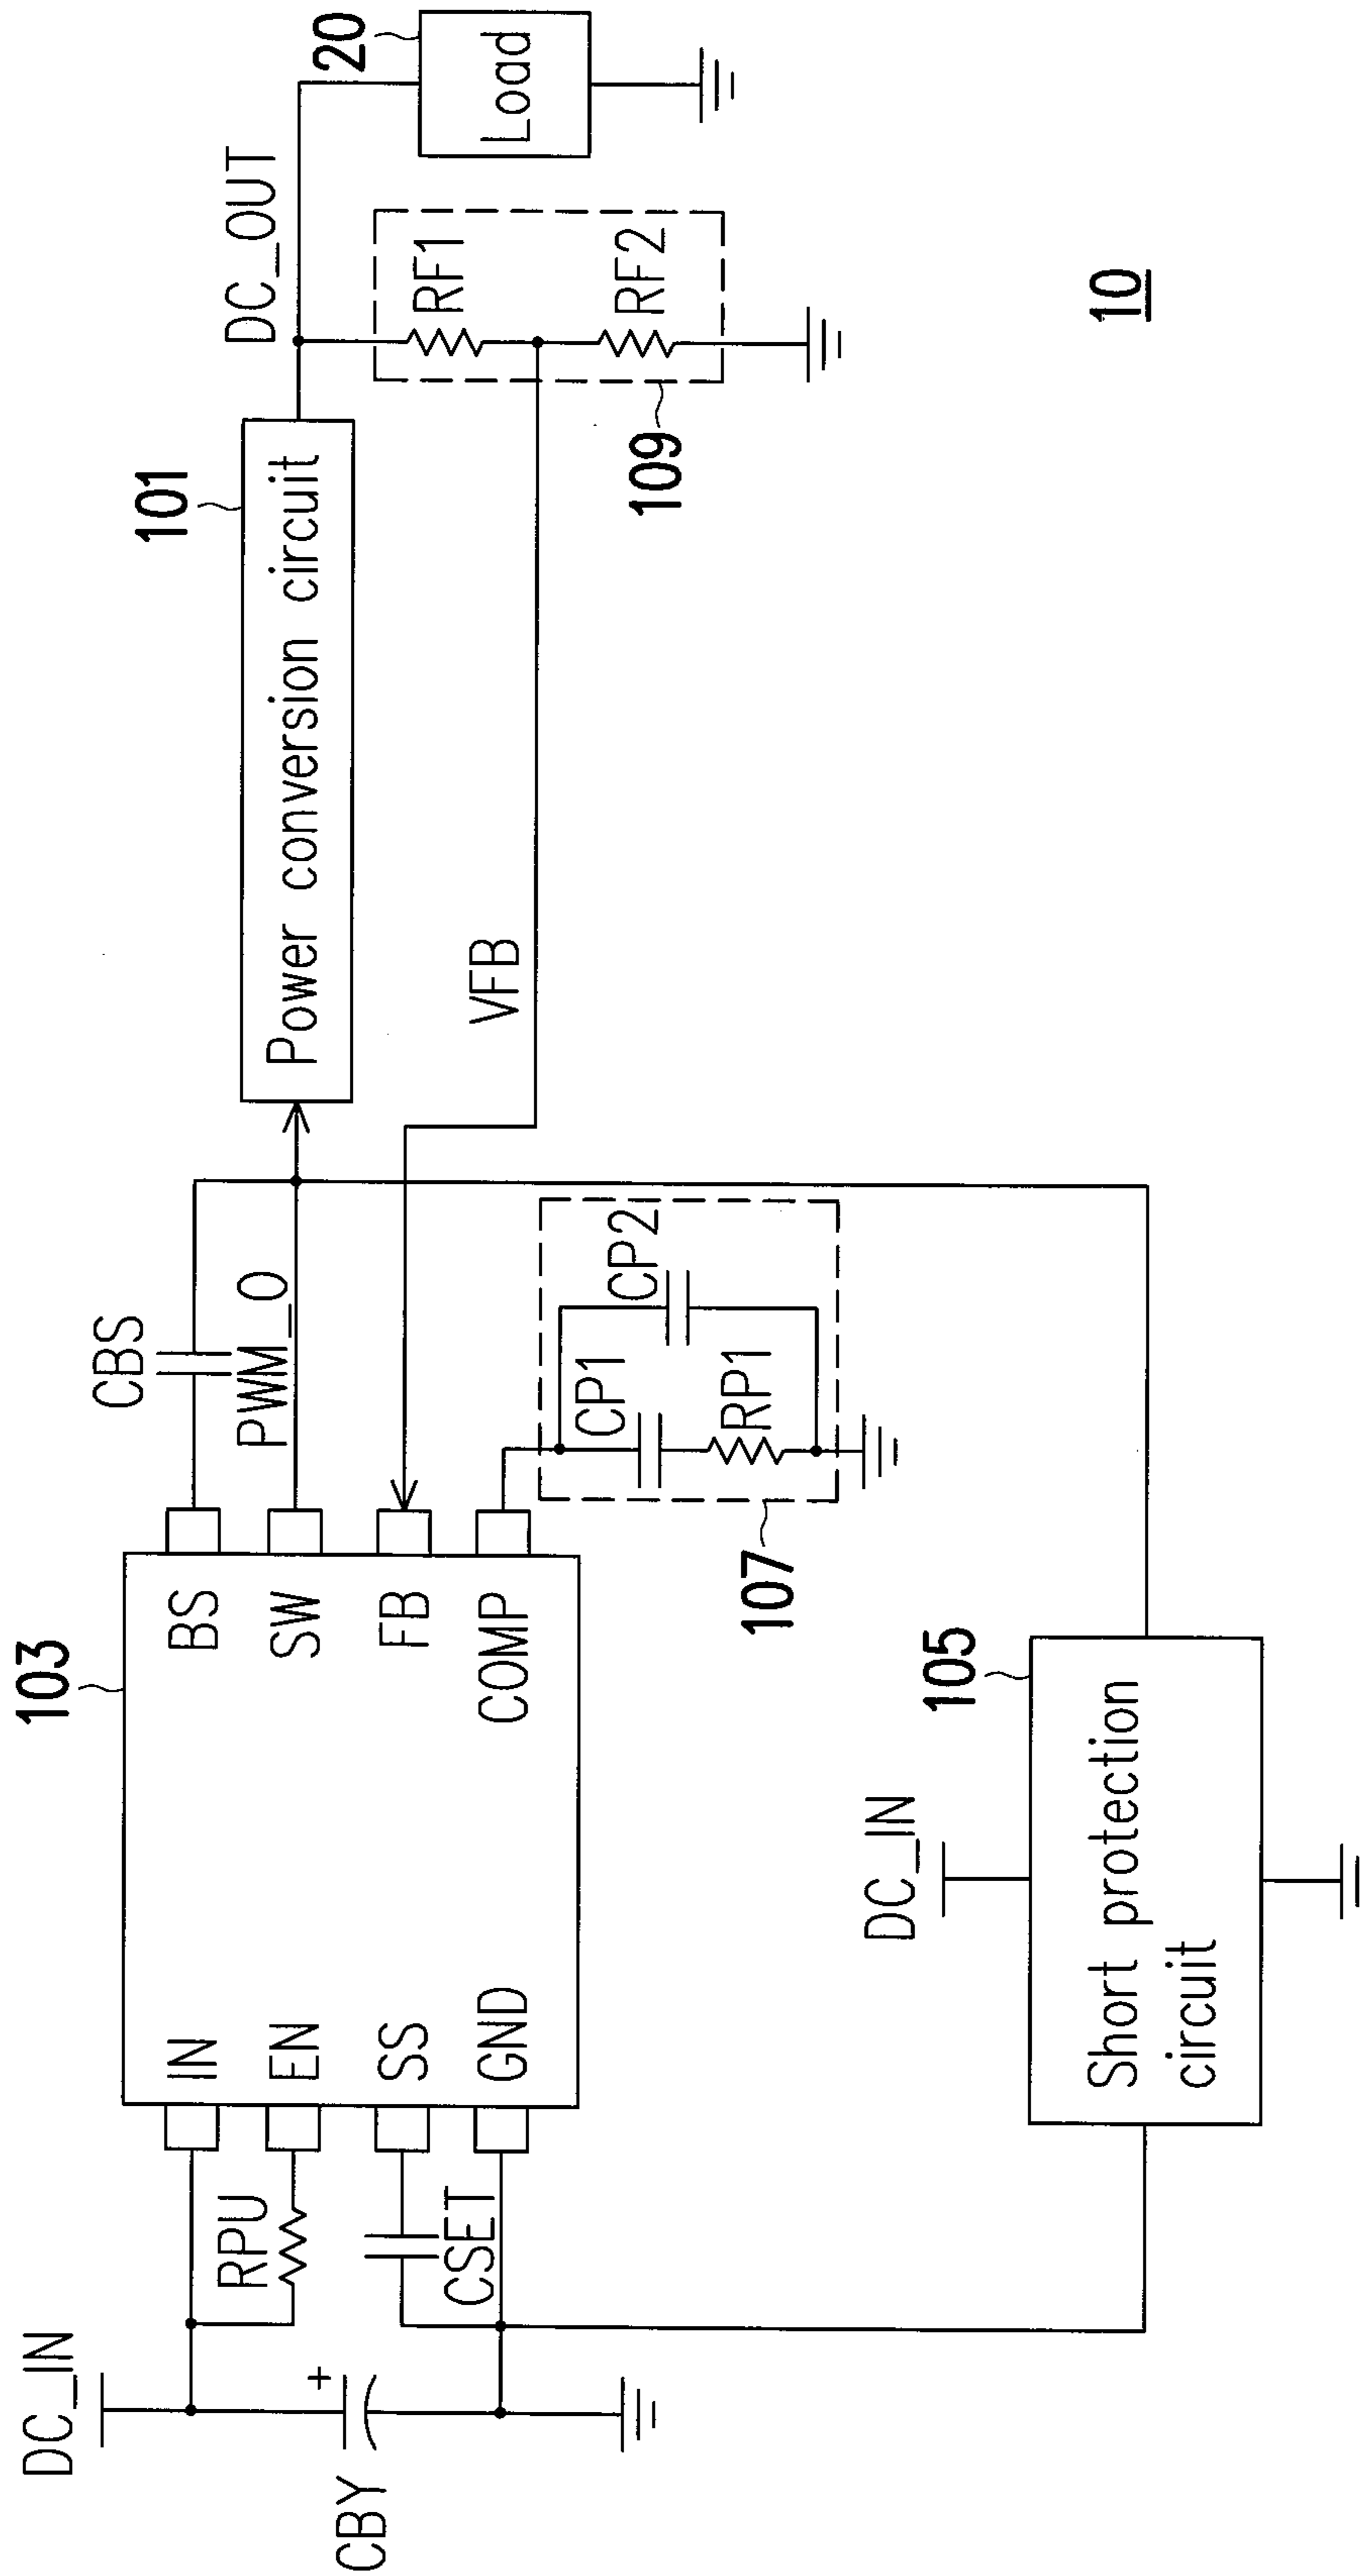 DC_IN
CBY
+
RPU
CSET
103
IN
EN
SS
GND
BS
SW
FB
COMP
CBS
PWM_O
101
Power conversion circuit
DC_OUT
20
Load
VFB
RF1
RF2
109
CP1
CP2
RP1
107
DC_IN
105
Short protection
circuit
10